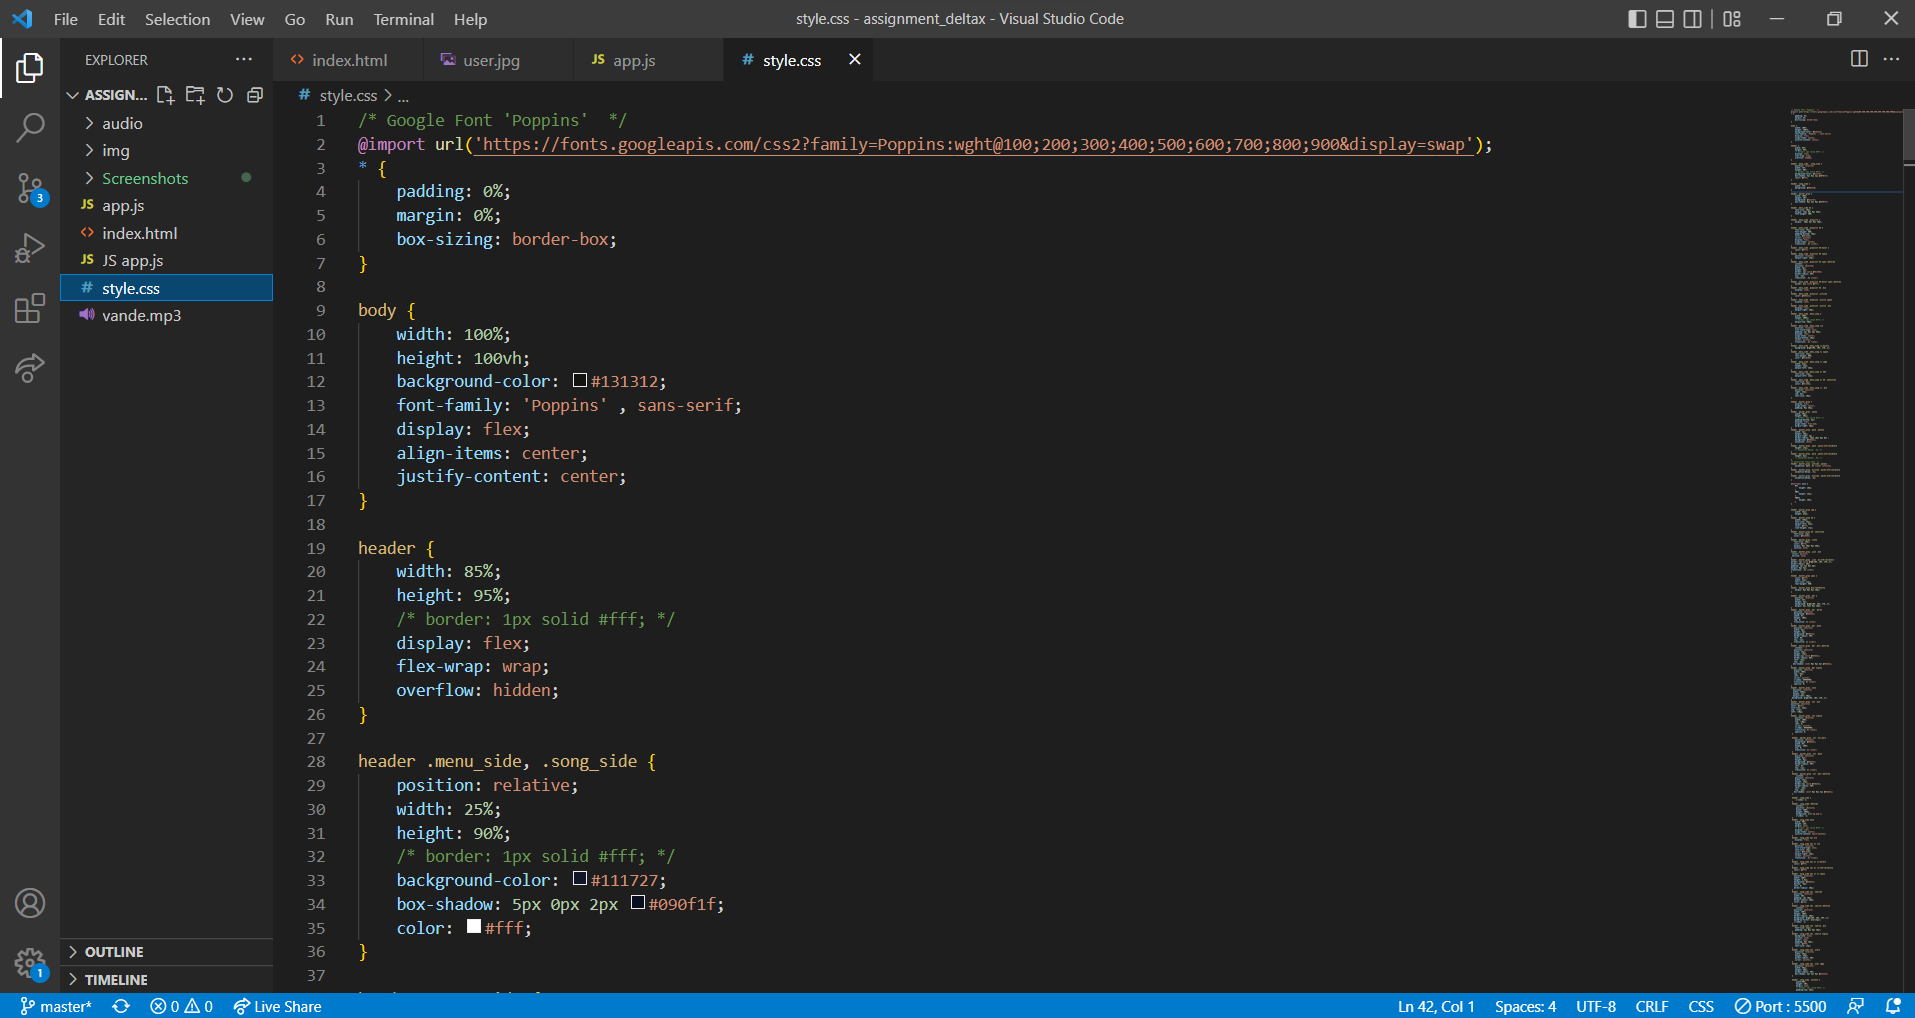 File Edit Selection View Go Run Terminal Help
style.css - assignment_deltax - Visual Studio Code
EXPLORER
ASSIGN...
audio
img
Screenshots
JS app.js
<> index.html
JS JS app.js
# style.css
vande.mp3
OUTLINE
TIMELINE
3
1
<> index.html
user.jpg
JS app.js
# style.css
# style.css > ...
1 /* Google Font 'Poppins'  */
2 @import url('https://fonts.googleapis.com/css2?family=Poppins:wght@100;200;300;400;500;600;700;800;900&display=swap');
3 * {
4     padding: 0%;
5     margin: 0%;
6     box-sizing: border-box;
7 }
8
9 body {
10     width: 100%;
11     height: 100vh;
12     background-color: #131312;
13     font-family: 'Poppins' , sans-serif;
14     display: flex;
15     align-items: center;
16     justify-content: center;
17 }
18
19 header {
20     width: 85%;
21     height: 95%;
22     /* border: 1px solid #fff; */
23     display: flex;
24     flex-wrap: wrap;
25     overflow: hidden;
26 }
27
28 header .menu_side, .song_side {
29     position: relative;
30     width: 25%;
31     height: 90%;
32     /* border: 1px solid #fff; */
33     background-color: #111727;
34     box-shadow: 5px 0px 2px #090f1f;
35     color: #fff;
36 }
37
master* 0 0 Live Share
Ln 42, Col 1 Spaces: 4 UTF-8 CRLF CSS Port : 5500